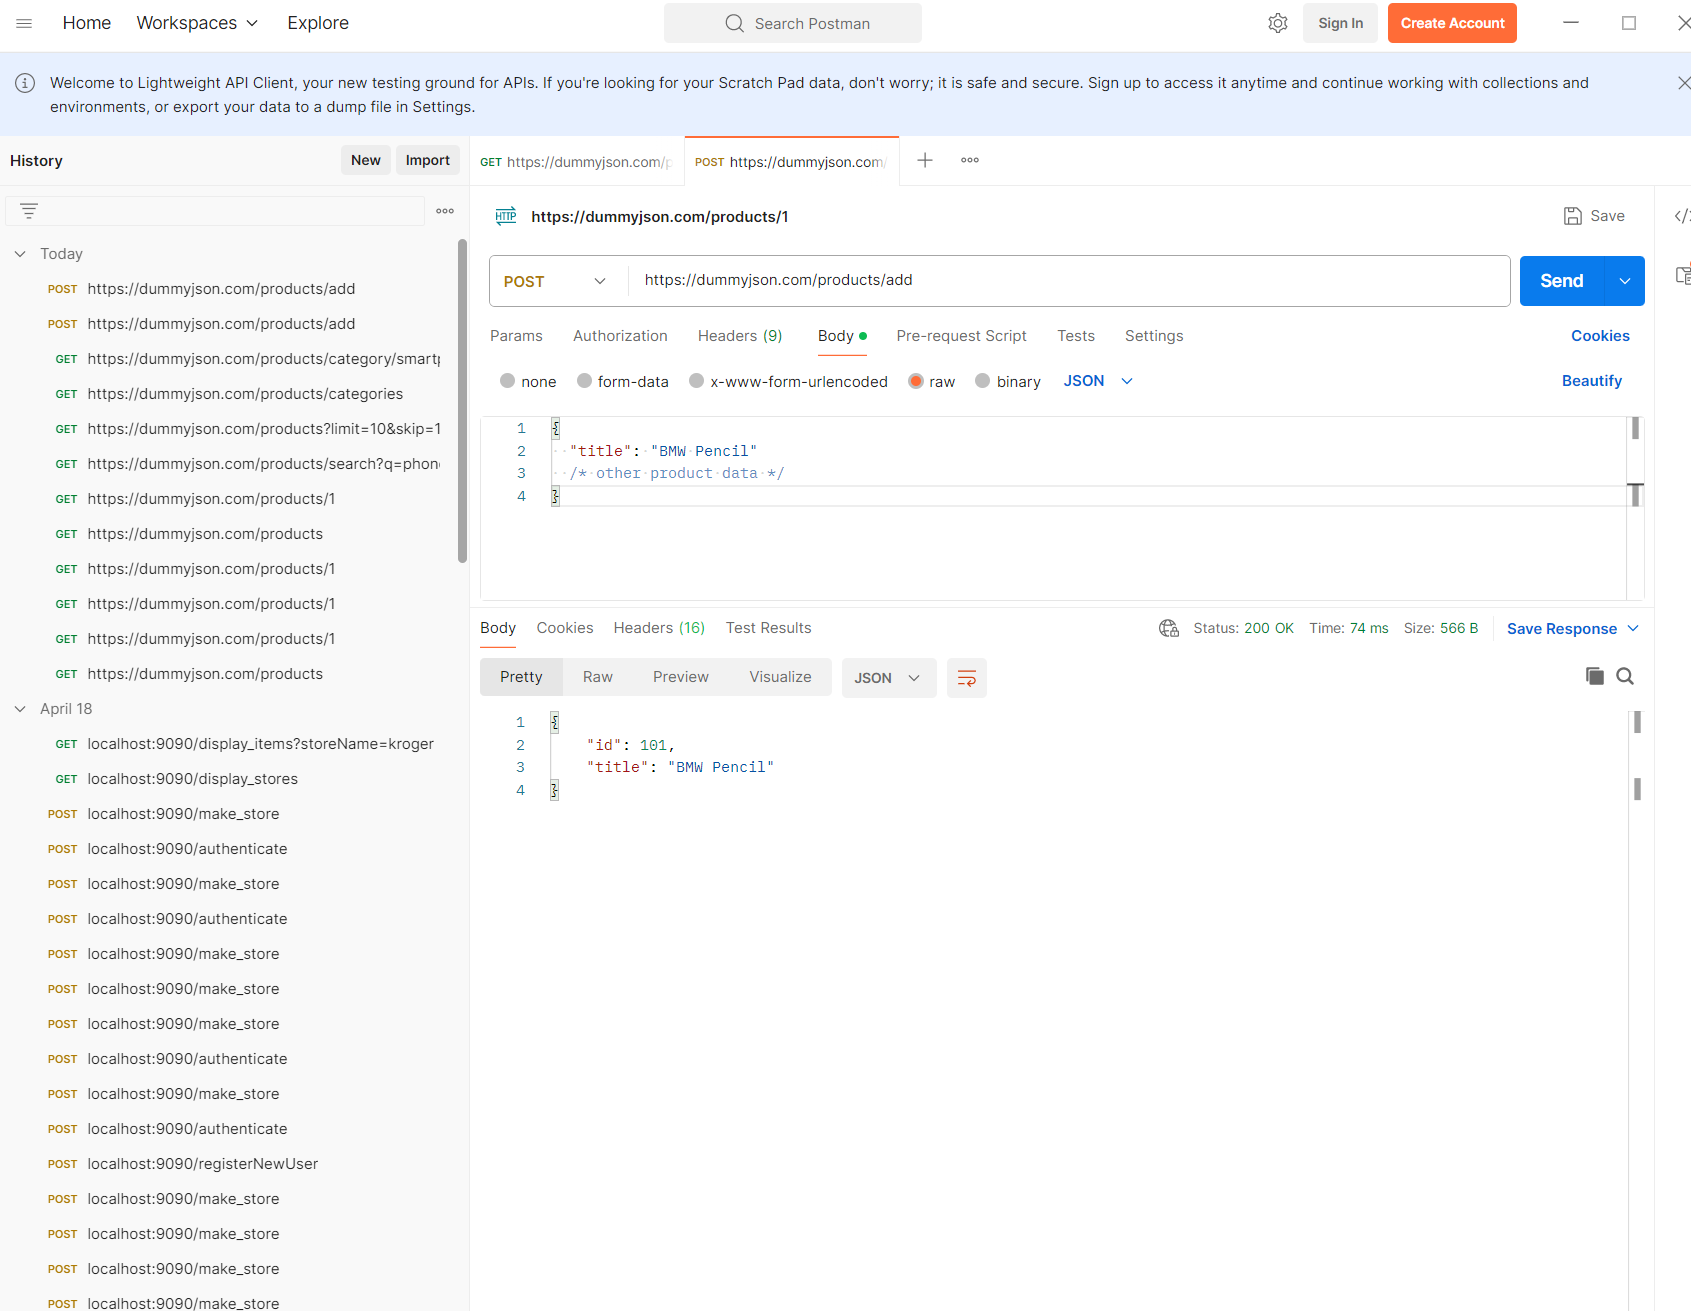 Home Workspaces Explore Search Postman Sign In Create Account
Welcome to Lightweight API Client, your new testing ground for APIs. If you're looking for your Scratch Pad data, don't worry; it is safe and secure. Sign up to access it anytime and continue working with collections and
environments, or export your data to a dump file in Settings.
History New Import
GET https://dummyjson.com/p POST https://dummyjson.com/
Today
POST https://dummyjson.com/products/add
POST https://dummyjson.com/products/add
GET https://dummyjson.com/products/category/smartp
GET https://dummyjson.com/products/categories
GET https://dummyjson.com/products?limit=10&skip=1
GET https://dummyjson.com/products/search?q=phon
GET https://dummyjson.com/products/1
GET https://dummyjson.com/products
GET https://dummyjson.com/products/1
GET https://dummyjson.com/products/1
GET https://dummyjson.com/products/1
GET https://dummyjson.com/products
April 18
GET localhost:9090/display_items?storeName=kroger
GET localhost:9090/display_stores
POST localhost:9090/make_store
POST localhost:9090/authenticate
POST localhost:9090/make_store
POST localhost:9090/authenticate
POST localhost:9090/make_store
POST localhost:9090/make_store
POST localhost:9090/make_store
POST localhost:9090/authenticate
POST localhost:9090/make_store
POST localhost:9090/authenticate
POST localhost:9090/registerNewUser
POST localhost:9090/make_store
POST localhost:9090/make_store
POST localhost:9090/make_store
POST localhost:9090/make_store
HTTP https://dummyjson.com/products/1 Save
POST https://dummyjson.com/products/add Send
Params Authorization Headers (9) Body Pre-request Script Tests Settings Cookies
none form-data x-www-form-urlencoded raw binary JSON Beautify
1 {
2 "title": "BMW Pencil"
3 /* other product data */
4 }
Body Cookies Headers (16) Test Results Status: 200 OK Time: 74 ms Size: 566 B Save Response
Pretty Raw Preview Visualize JSON
1 {
2 "id": 101,
3 "title": "BMW Pencil"
4 }